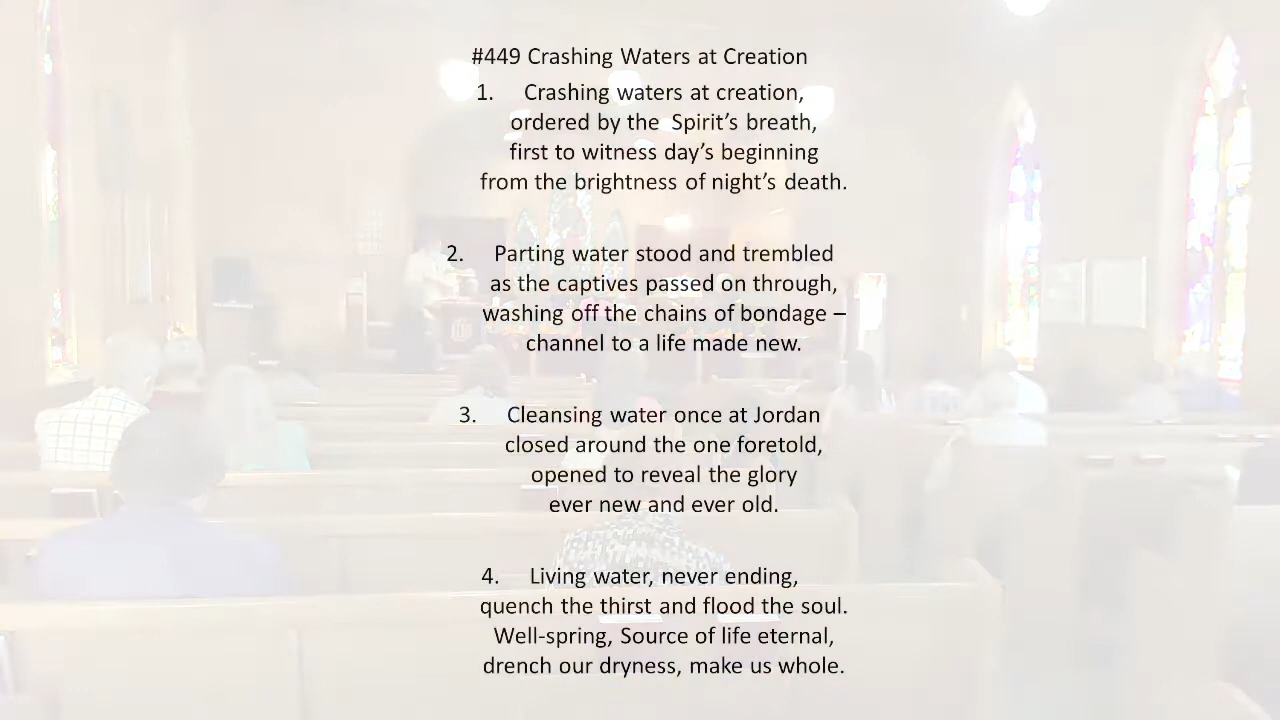 #449 Crashing Waters at Creation
1. Crashing waters at creation,
ordered by the Spirit’s breath,
first to witness day’s beginning
from the brightness of night’s death.
2. Parting water stood and trembled
as the captives passed on through,
washing off the chains of bondage –
channel to a life made new.
3. Cleansing water once at Jordan
closed around the one foretold,
opened to reveal the glory
ever new and ever old.
4. Living water, never ending,
quench the thirst and flood the soul.
Well-spring, Source of life eternal,
drench our dryness, make us whole.